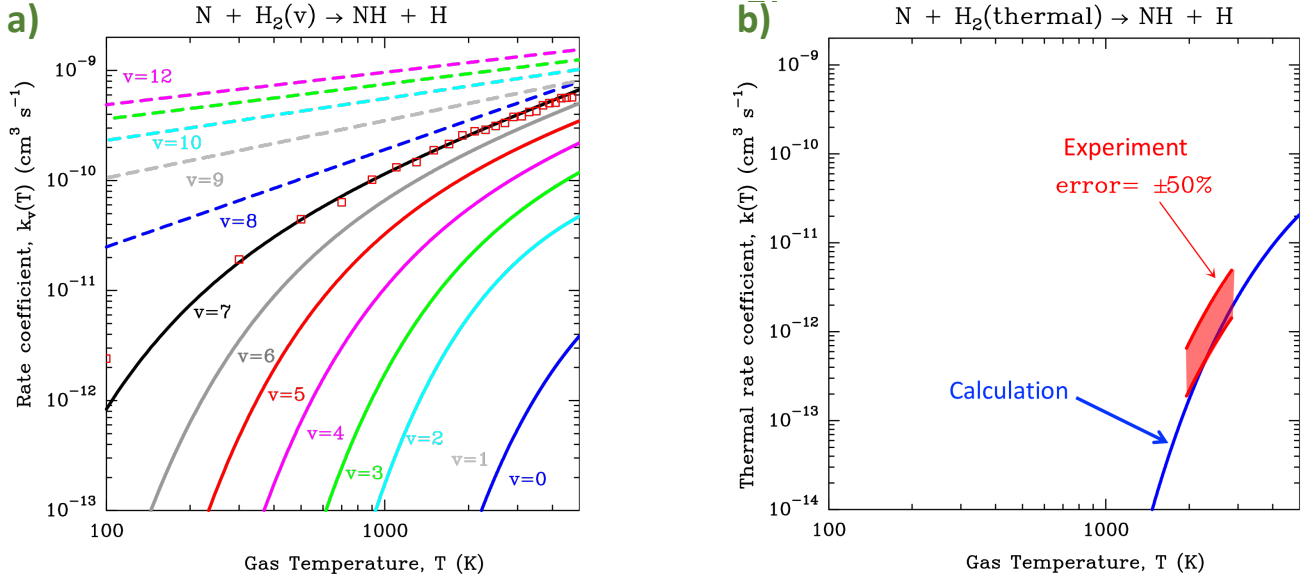 a)
N + H₂(v) → NH + H
Rate coefficient, kᵥ(T) (cm³ s⁻¹)
10⁻⁹
10⁻¹⁰
10⁻¹¹
10⁻¹²
10⁻¹³
v=12
v=10
v=9
v=8
v=7
v=6
v=5
v=4
v=3
v=2
v=1
v=0
100
1000
Gas Temperature, T (K)
b)
N + H₂(thermal) → NH + H
Thermal rate coefficient, k(T) (cm³ s⁻¹)
10⁻⁹
10⁻¹⁰
10⁻¹¹
10⁻¹²
10⁻¹³
10⁻¹⁴
Experiment
error= ±50%
Calculation
100
1000
Gas Temperature, T (K)